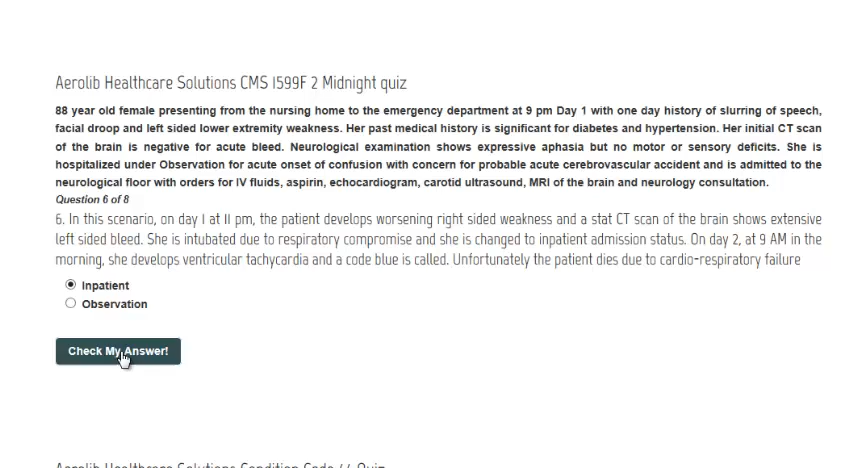 Aerolib Healthcare Solutions CMS 1599F 2 Midnight quiz
88 year old female presenting from the nursing home to the emergency department at 9 pm Day 1 with one day history of slurring of speech,
facial droop and left sided lower extremity weakness. Her past medical history is significant for diabetes and hypertension. Her initial CT scan
of the brain is negative for acute bleed. Neurological examination shows expressive aphasia but no motor or sensory deficits. She is
hospitalized under Observation for acute onset of confusion with concern for probable acute cerebrovascular accident and is admitted to the
neurological floor with orders for IV fluids, aspirin, echocardiogram, carotid ultrasound, MRI of the brain and neurology consultation.
Question 6 of 8
6. In this scenario, on day 1 at 11 pm, the patient develops worsening right sided weakness and a stat CT scan of the brain shows extensive
left sided bleed. She is intubated due to respiratory compromise and she is changed to inpatient admission status. On day 2, at 9 AM in the
morning, she develops ventricular tachycardia and a code blue is called. Unfortunately the patient dies due to cardio-respiratory failure
Inpatient
Observation
Check My Answer!
Aerolib Healthcare Solutions Condition Code 44 Quiz